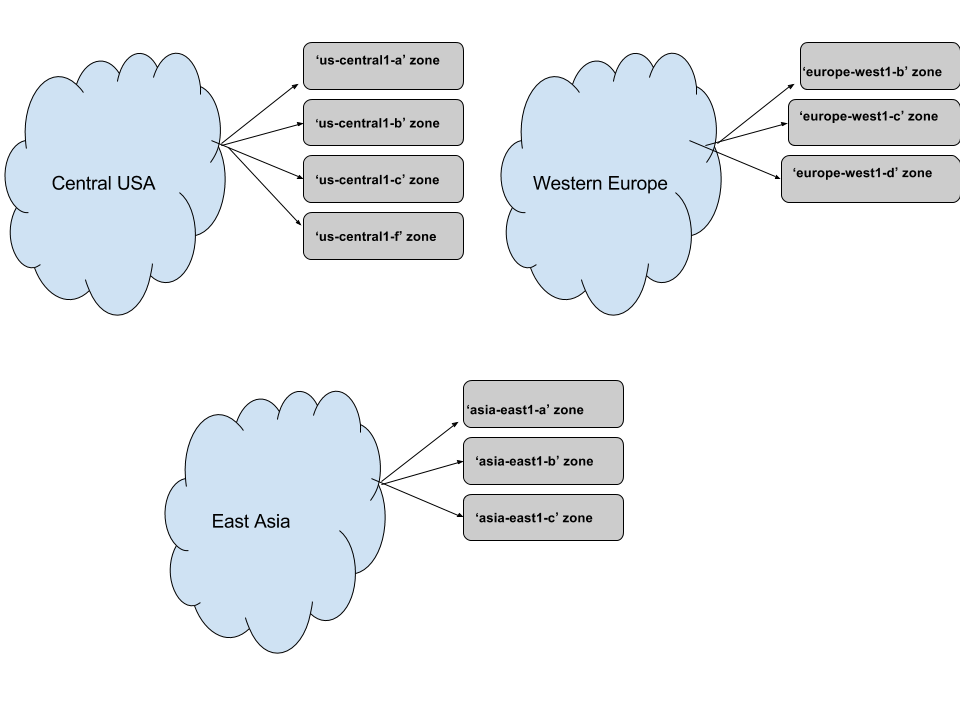 Central USA
‘us-central1-a’ zone
‘us-central1-b’ zone
‘us-central1-c’ zone
‘us-central1-f’ zone
Western Europe
‘europe-west1-b’ zone
‘europe-west1-c’ zone
‘europe-west1-d’ zone
East Asia
‘asia-east1-a’ zone
‘asia-east1-b’ zone
‘asia-east1-c’ zone